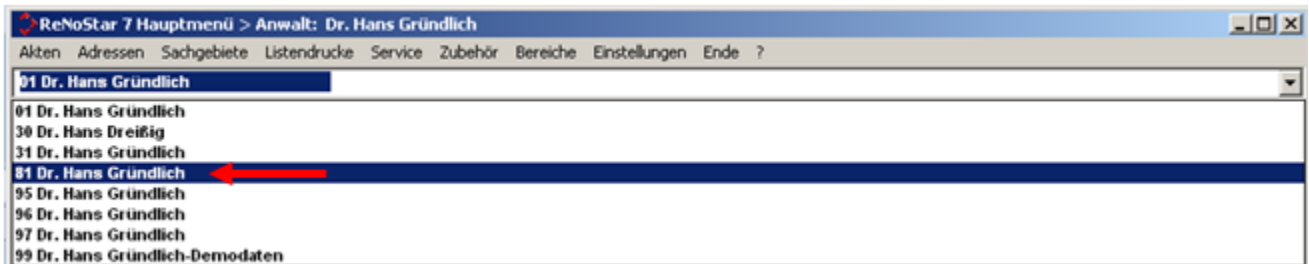 ReNoStar 7 Hauptmenü > Anwalt: Dr. Hans Gründlich
Akten Adressen Sachgebiete Listendrucke Service Zubehör Bereiche Einstellungen Ende ?
01 Dr. Hans Gründlich
01 Dr. Hans Gründlich
30 Dr. Hans Dreißig
31 Dr. Hans Gründlich
81 Dr. Hans Gründlich
95 Dr. Hans Gründlich
96 Dr. Hans Gründlich
97 Dr. Hans Gründlich
99 Dr. Hans Gründlich-Demodaten